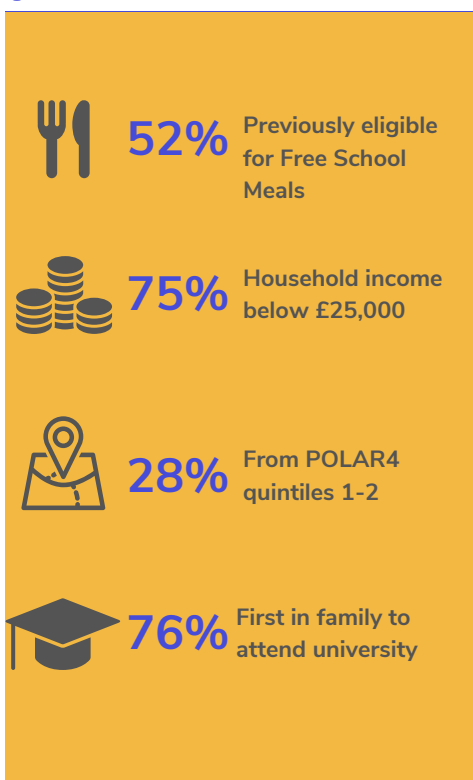 52%
Previously eligible
for Free School
Meals
75%
Household income
below £25,000
28%
From POLAR4
quintiles 1-2
76%
First in family to
attend university